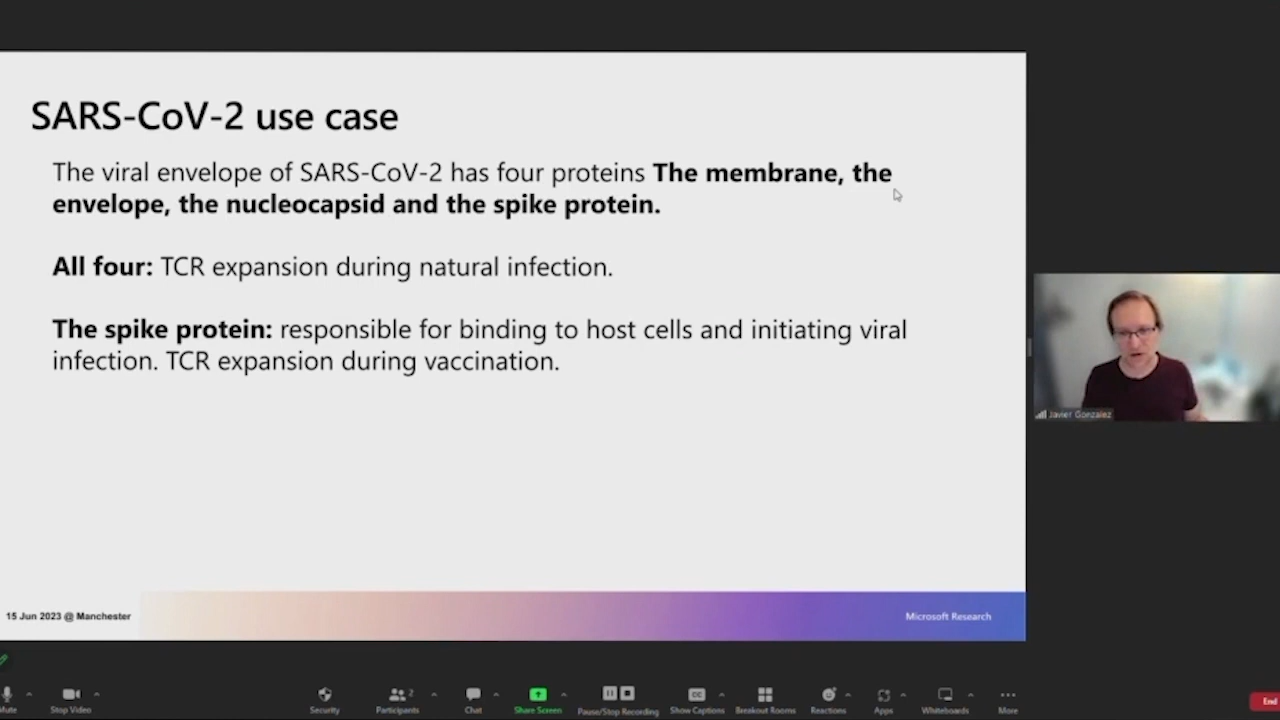 SARS-CoV-2 use case
The viral envelope of SARS-CoV-2 has four proteins The membrane, the
envelope, the nucleocapsid and the spike protein.
All four: TCR expansion during natural infection.
The spike protein: responsible for binding to host cells and initiating viral
infection. TCR expansion during vaccination.
Javier Gonzalez
15 Jun 2023 @ Manchester
Microsoft Research
Mute
Stop Video
Security
Participants
2
Chat
Share Screen
Pause/Stop Recording
CC
Show Captions
Breakout Rooms
Reactions
Apps
Whiteboards
More
End